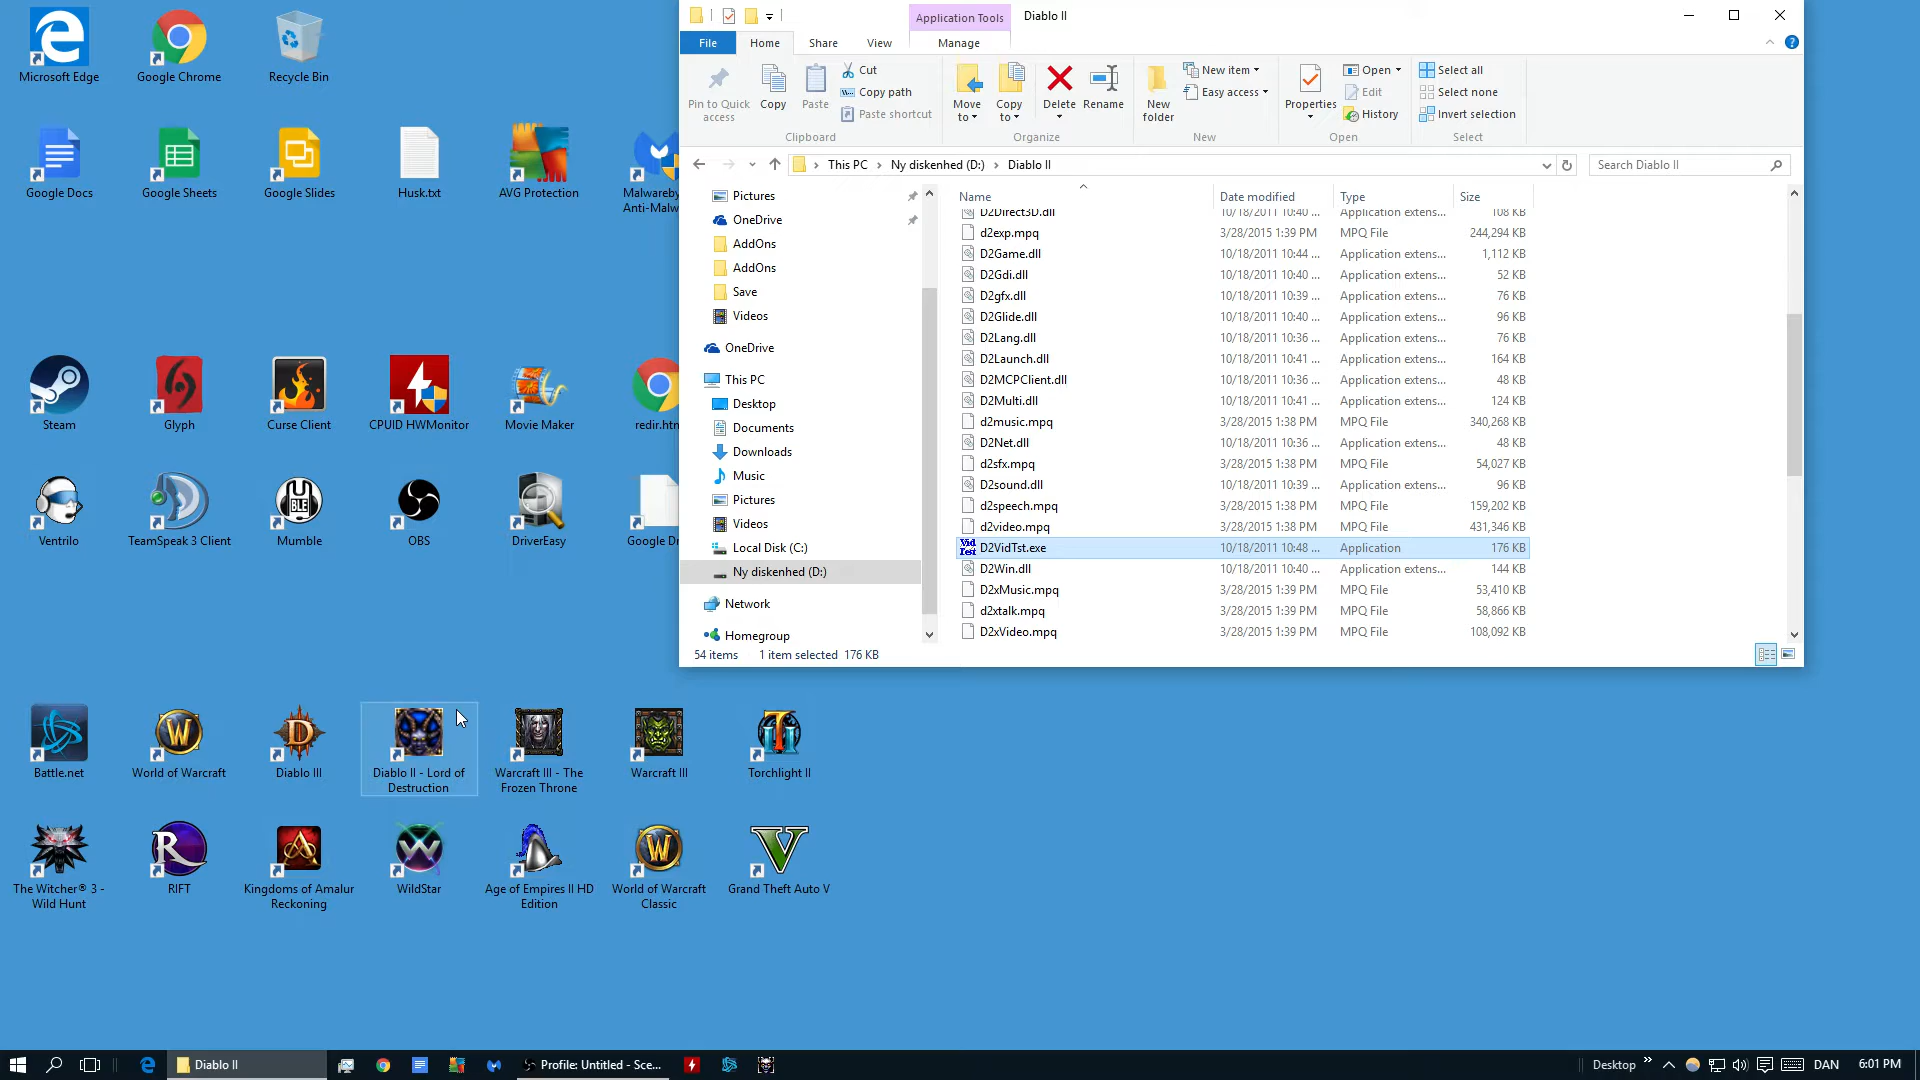 Microsoft Edge
Google Chrome
Recycle Bin
Google Docs
Google Sheets
Google Slides
Husk.txt
AVG Protection
Malwareby
Anti-Malw
Steam
Glyph
Curse Client
CPUID HWMonitor
Movie Maker
redir.htn
Ventrilo
TeamSpeak 3 Client
Mumble
OBS
DriverEasy
Google Dr
Battle.net
World of Warcraft
Diablo III
Diablo II - Lord of
Destruction
Warcraft III - The
Frozen Throne
Warcraft III
Torchlight II
The Witcher® 3 -
Wild Hunt
RIFT
Kingdoms of Amalur
Reckoning
WildStar
Age of Empires II HD
Edition
World of Warcraft
Classic
Grand Theft Auto V
Application Tools
Diablo II
File
Home
Share
View
Manage
Pin to Quick
access
Copy
Paste
Cut
Copy path
Paste shortcut
Clipboard
Move
to
Copy
to
Delete
Rename
Organize
New
folder
New item
Easy access
New
Properties
Open
Edit
History
Open
Select all
Select none
Invert selection
Select
This PC > Ny diskenhed (D:) > Diablo II
Search Diablo II
Pictures
OneDrive
AddOns
AddOns
Save
Videos
OneDrive
This PC
Desktop
Documents
Downloads
Music
Pictures
Videos
Local Disk (C:)
Ny diskenhed (D:)
Network
Homegroup
Name Date modified Type Size
D2Direct3D.dll 10/18/2011 10:40 ... Application extens... 108 KB
d2exp.mpq 3/28/2015 1:39 PM MPQ File 244,294 KB
D2Game.dll 10/18/2011 10:44 ... Application extens... 1,112 KB
D2Gdi.dll 10/18/2011 10:40 ... Application extens... 52 KB
D2gfx.dll 10/18/2011 10:39 ... Application extens... 76 KB
D2Glide.dll 10/18/2011 10:40 ... Application extens... 96 KB
D2Lang.dll 10/18/2011 10:36 ... Application extens... 76 KB
D2Launch.dll 10/18/2011 10:41 ... Application extens... 164 KB
D2MCPClient.dll 10/18/2011 10:36 ... Application extens... 48 KB
D2Multi.dll 10/18/2011 10:41 ... Application extens... 124 KB
d2music.mpq 3/28/2015 1:38 PM MPQ File 340,268 KB
D2Net.dll 10/18/2011 10:36 ... Application extens... 48 KB
d2sfx.mpq 3/28/2015 1:38 PM MPQ File 54,027 KB
D2sound.dll 10/18/2011 10:39 ... Application extens... 96 KB
d2speech.mpq 3/28/2015 1:38 PM MPQ File 159,202 KB
d2video.mpq 3/28/2015 1:38 PM MPQ File 431,346 KB
D2VidTst.exe 10/18/2011 10:48 ... Application 176 KB
D2Win.dll 10/18/2011 10:40 ... Application extens... 144 KB
D2xMusic.mpq 3/28/2015 1:39 PM MPQ File 53,410 KB
d2xtalk.mpq 3/28/2015 1:39 PM MPQ File 58,866 KB
D2xVideo.mpq 3/28/2015 1:39 PM MPQ File 108,092 KB
54 items 1 item selected 176 KB
Diablo II
Profile: Untitled - Sce...
Desktop
DAN
6:01 PM